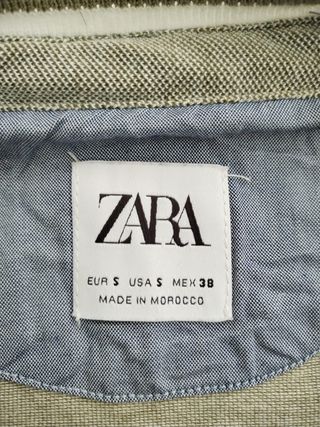 ZARA
EUR S USA S MEX 38
MADE IN MOROCCO